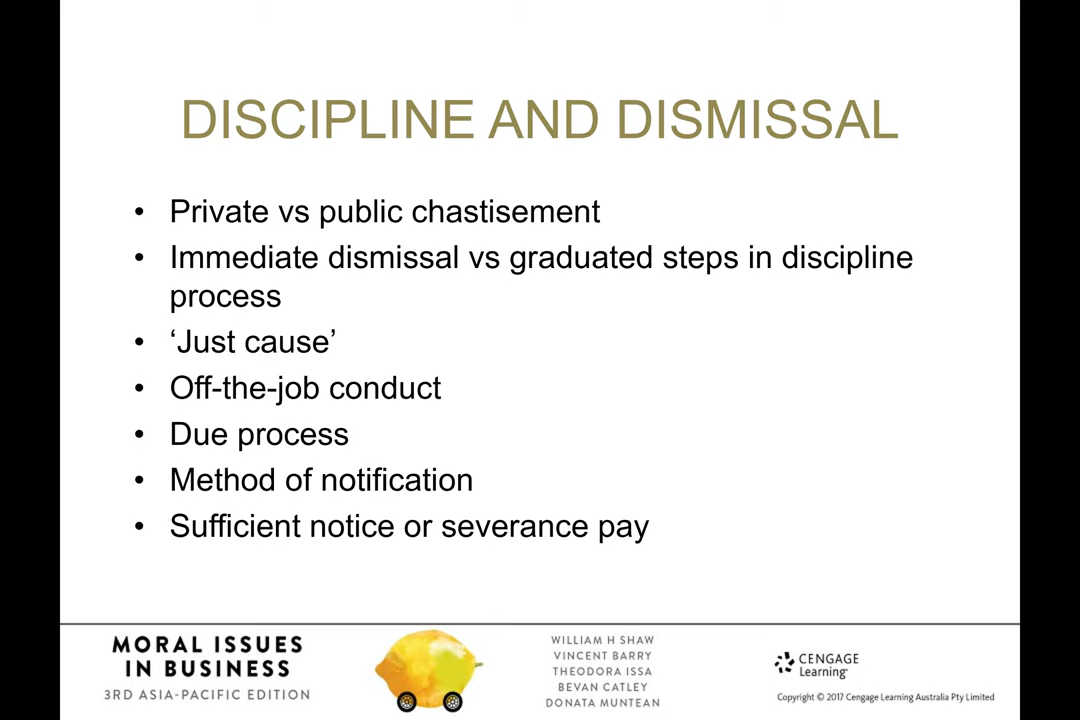 DISCIPLINE AND DISMISSAL
• Private vs public chastisement
• Immediate dismissal vs graduated steps in discipline
process
• ‘Just cause’
• Off-the-job conduct
• Due process
• Method of notification
• Sufficient notice or severance pay
MORAL ISSUES
IN BUSINESS
3RD ASIA-PACIFIC EDITION
WILLIAM H SHAW
VINCENT BARRY
THEODORA ISSA
BEVAN CATLEY
DONATA MUNTEAN
CENGAGE
Learning™
Copyright © 2017 Cengage Learning Australia Pty Limited